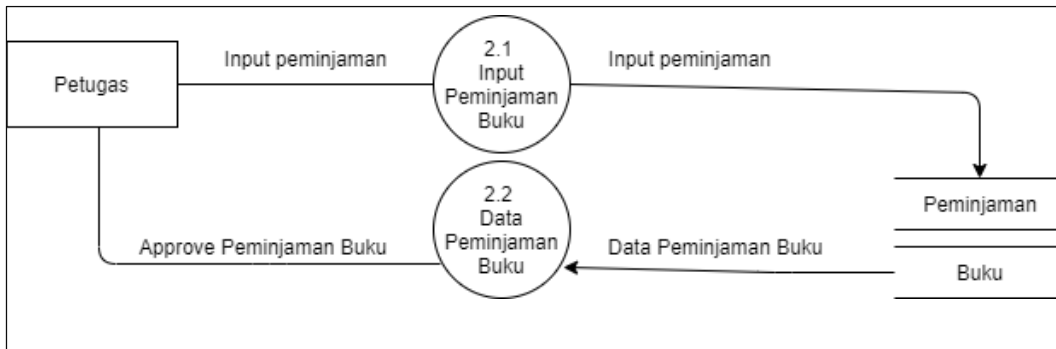 Petugas
Input peminjaman
2.1
Input
Peminjaman
Buku
Input peminjaman
Peminjaman
Buku
2.2
Data
Peminjaman
Buku
Approve Peminjaman Buku
Data Peminjaman Buku